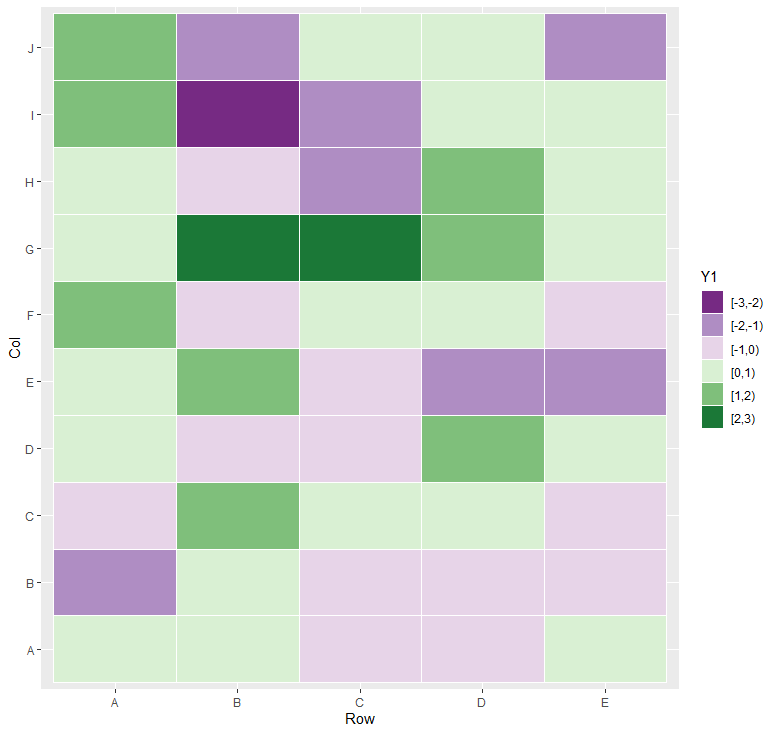 J
I
H
G
F
E
D
C
B
A
Col
A B C D E
Row
Y1
[-3,-2)
[-2,-1)
[-1,0)
[0,1)
[1,2)
[2,3)